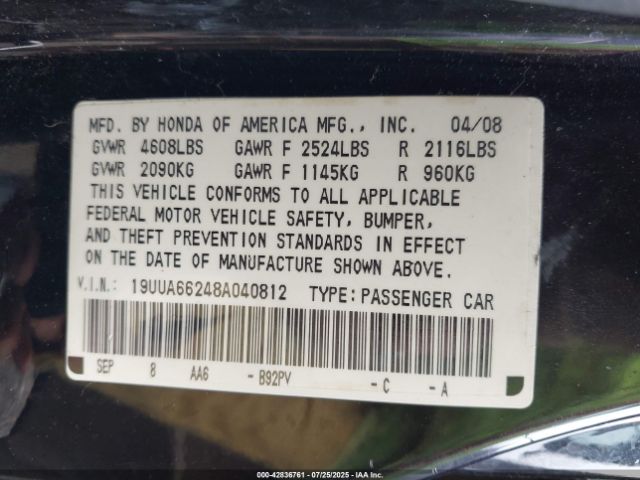 MFD. BY HONDA OF AMERICA MFG., INC. 04/08
GVWR 4608LBS GAWR F 2524LBS R 2116LBS
GVWR 2090KG GAWR F 1145KG R 960KG
THIS VEHICLE CONFORMS TO ALL APPLICABLE
FEDERAL MOTOR VEHICLE SAFETY, BUMPER,
AND THEFT PREVENTION STANDARDS IN EFFECT
ON THE DATE OF MANUFACTURE SHOWN ABOVE.
V.I.N.: 19UUA66248A040812 TYPE:PASSENGER CAR
SEP 8 AA6 -B92PV -C -A
000-42836761 | 07/25/2025 | ©IAA, Inc.